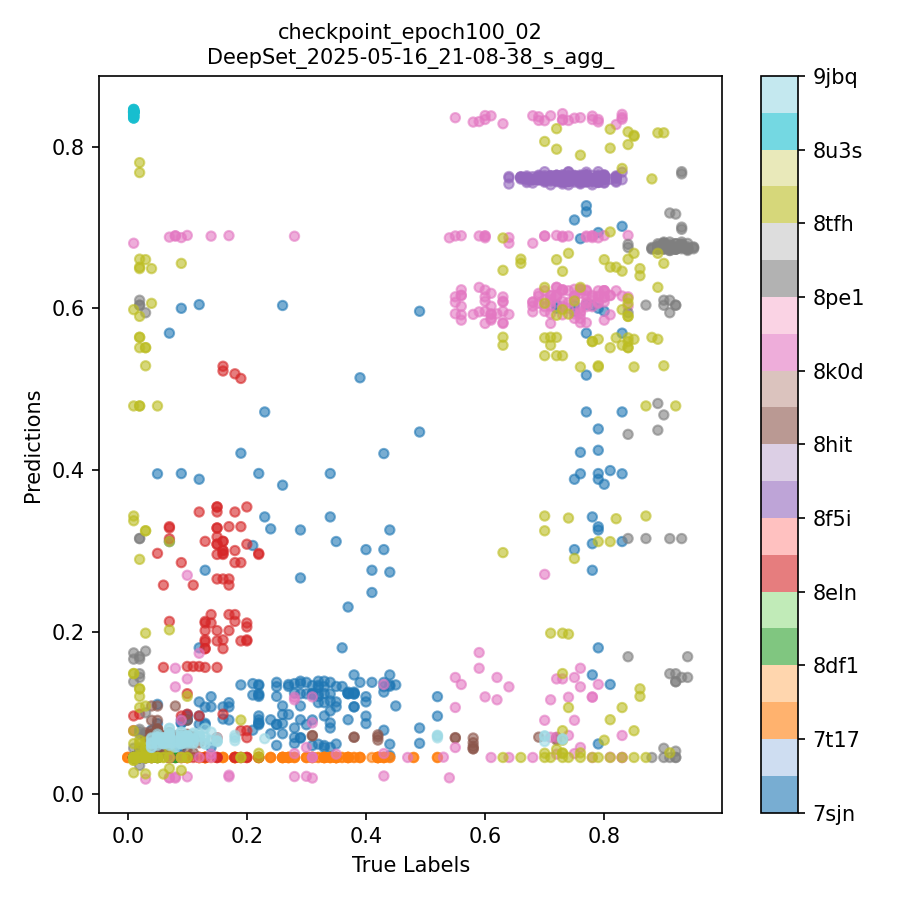 checkpoint_epoch100_02
DeepSet_2025-05-16_21-08-38_s_agg_
Predictions
0.8
0.6
0.4
0.2
0.0
0.0 0.2 0.4 0.6 0.8
True Labels
9jbq
8u3s
8tfh
8pe1
8k0d
8hit
8f5i
8eln
8df1
7t17
7sjn